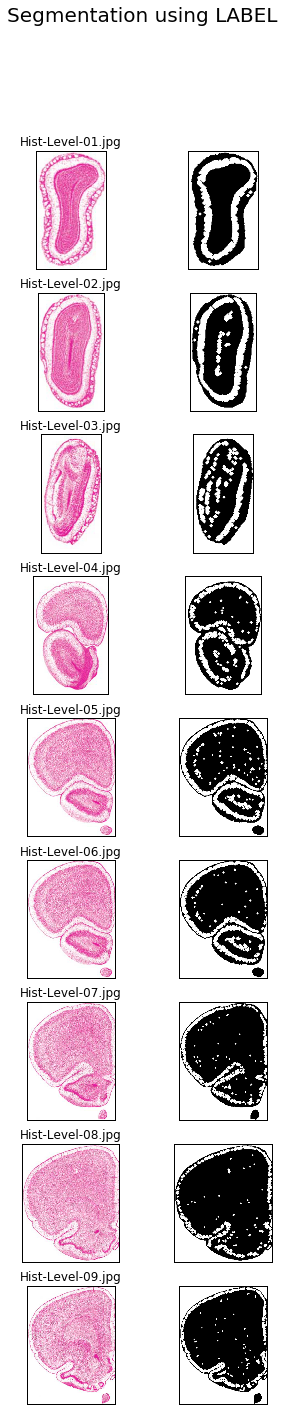 Segmentation using LABEL
Hist-Level-01.jpg
Hist-Level-02.jpg
Hist-Level-03.jpg
Hist-Level-04.jpg
Hist-Level-05.jpg
Hist-Level-06.jpg
Hist-Level-07.jpg
Hist-Level-08.jpg
Hist-Level-09.jpg